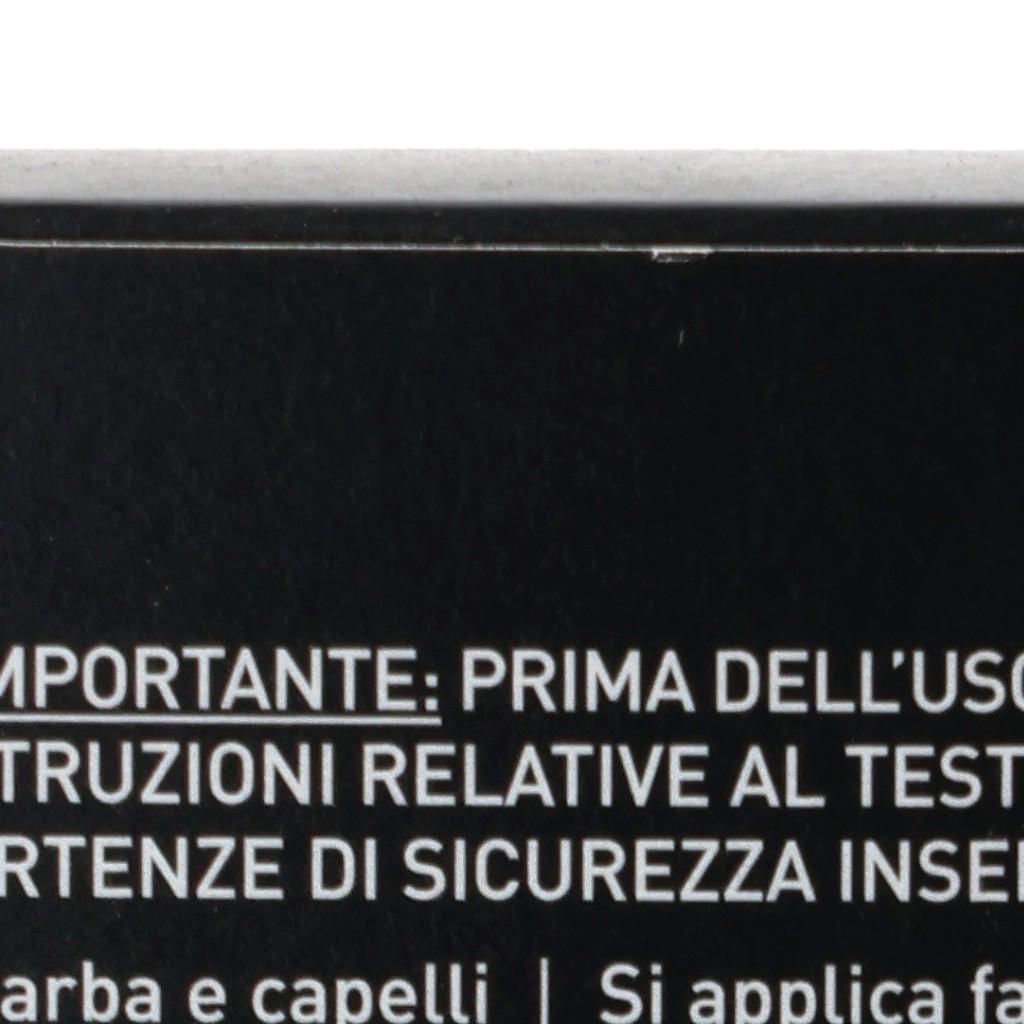 MPORTANTE: PRIMA DELL'USO
TRUZIONI RELATIVE AL TEST
RTENZE DI SICUREZZA INSE
arba e capelli | Si applica fa